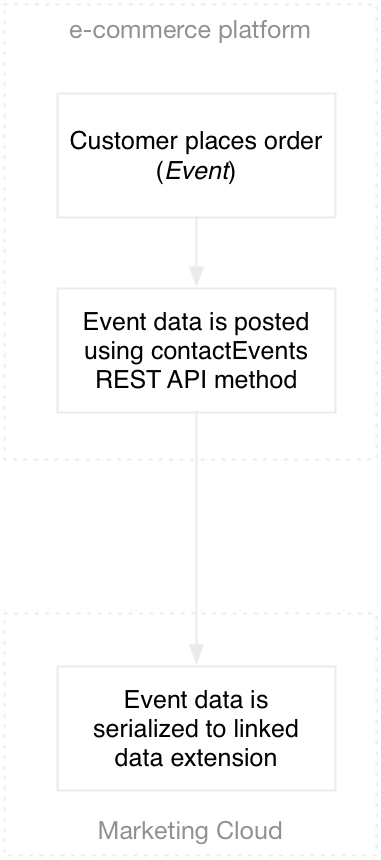 e-commerce platform
Customer places order
(Event)
Event data is posted
using contactEvents
REST API method
Event data is
serialized to linked
data extension
Marketing Cloud